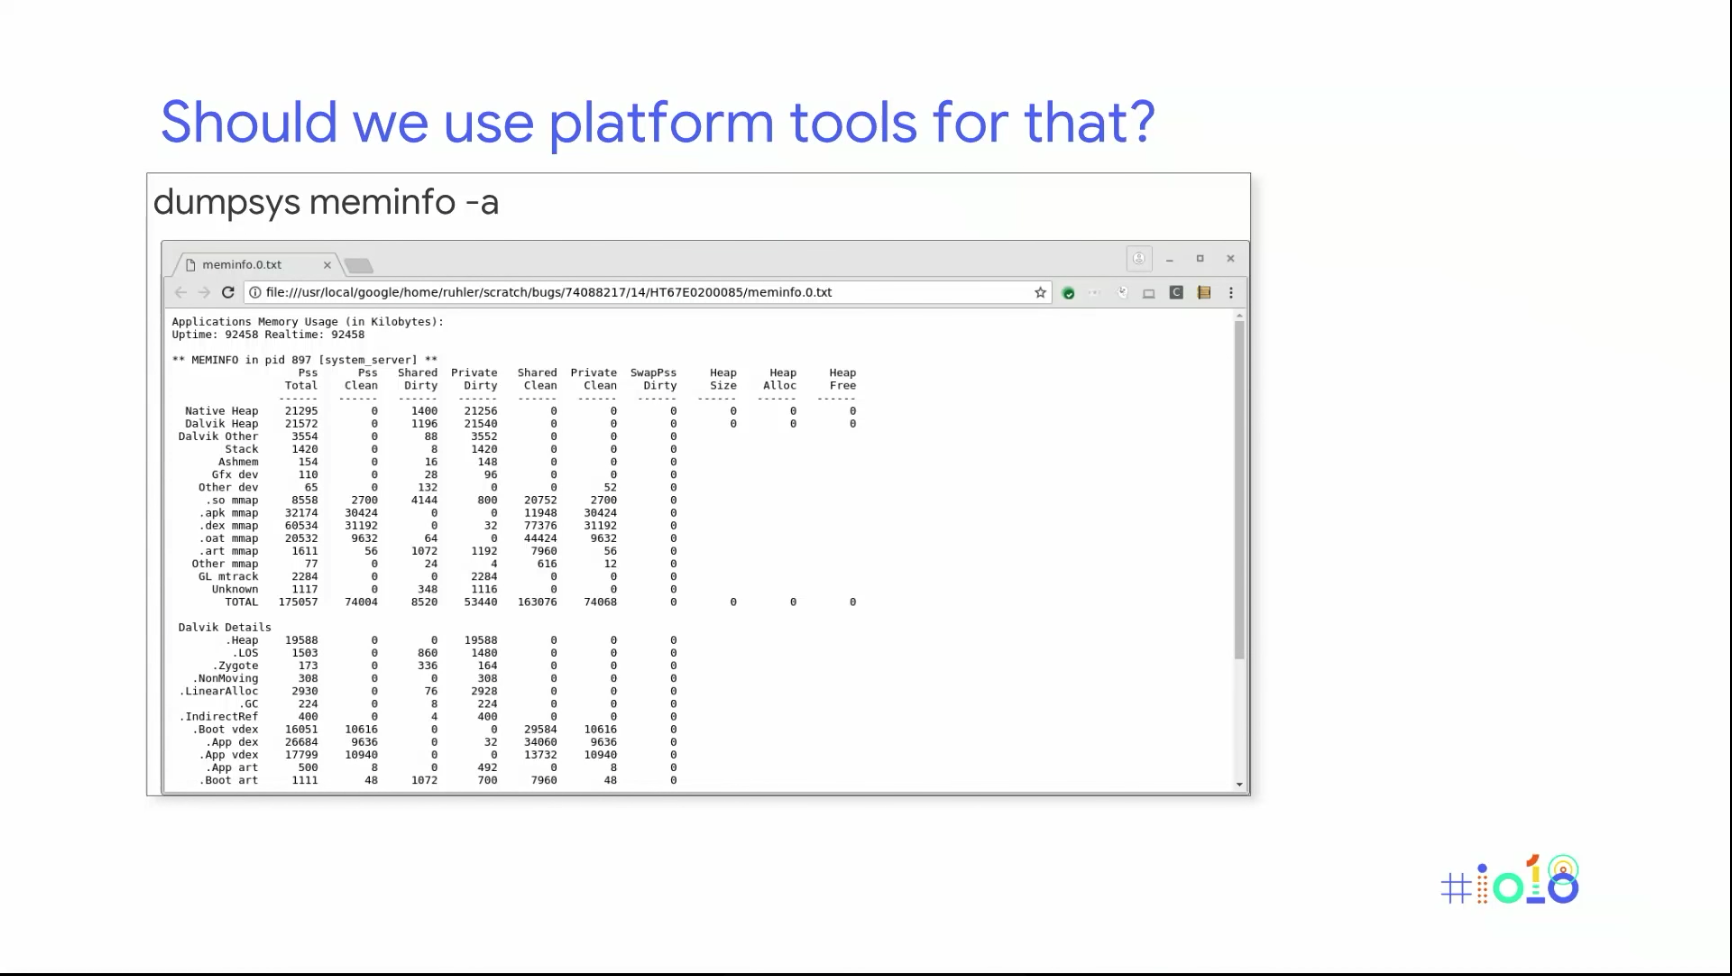 Should we use platform tools for that?
dumpsys meminfo -a
meminfo.0.txt
file:///usr/local/google/home/ruhler/scratch/bugs/74088217/14/HT67E0200085/meminfo.0.txt
Applications Memory Usage (in Kilobytes):
Uptime: 92458 Realtime: 92458
** MEMINFO in pid 897 [system_server] **
Pss Pss Shared Private Shared Private SwapPss Heap Heap Heap
Total Clean Dirty Dirty Clean Clean Dirty Size Alloc Free
------ ------ ------ ------ ------ ------ ------ ------ ------ ------
Native Heap 21295 0 1400 21256 0 0 0 0 0 0
Dalvik Heap 21572 0 1196 21540 0 0 0 0 0 0
Dalvik Other 3554 0 88 3552 0 0 0
Stack 1420 0 8 1420 0 0 0
Ashmem 154 0 16 148 0 0 0
Gfx dev 110 0 28 96 0 0 0
Other dev 65 0 132 0 0 52 0
.so mmap 8558 2700 4144 800 20752 2700 0
.apk mmap 32174 30424 0 0 11948 30424 0
.dex mmap 60534 31192 0 32 77376 31192 0
.oat mmap 20532 9632 64 0 44424 9632 0
.art mmap 1611 56 1072 1192 7960 56 0
Other mmap 77 0 24 4 616 12 0
GL mtrack 2284 0 0 2284 0 0 0
Unknown 1117 0 348 1116 0 0 0
TOTAL 175057 74004 8520 53440 163076 74068 0 0 0 0
Dalvik Details
.Heap 19588 0 0 19588 0 0 0
.LOS 1503 0 860 1480 0 0 0
.Zygote 173 0 336 164 0 0 0
.NonMoving 308 0 0 308 0 0 0
.LinearAlloc 2930 0 76 2928 0 0 0
.GC 224 0 8 224 0 0 0
.IndirectRef 400 0 4 400 0 0 0
.Boot vdex 16051 10616 0 0 29584 10616 0
.App dex 26684 9636 0 32 34060 9636 0
.App vdex 17799 10940 0 0 13732 10940 0
.App art 500 8 0 492 0 8 0
.Boot art 1111 48 1072 700 7960 48 0
#io18